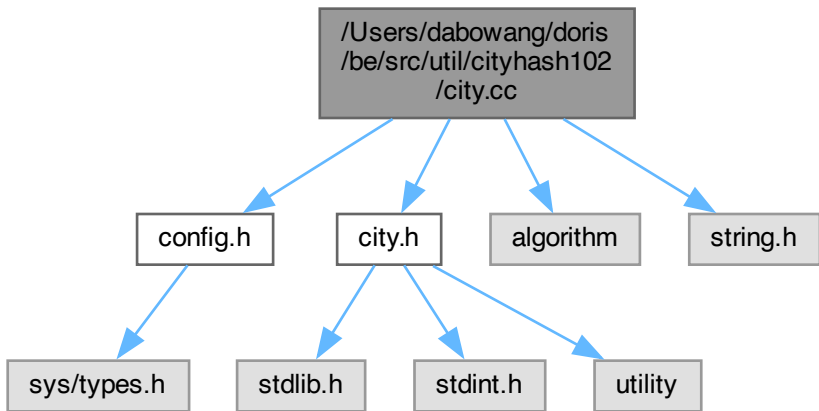 /Users/dabowang/doris
/be/src/util/cityhash102
/city.cc
config.h
city.h
algorithm
string.h
sys/types.h
stdlib.h
stdint.h
utility